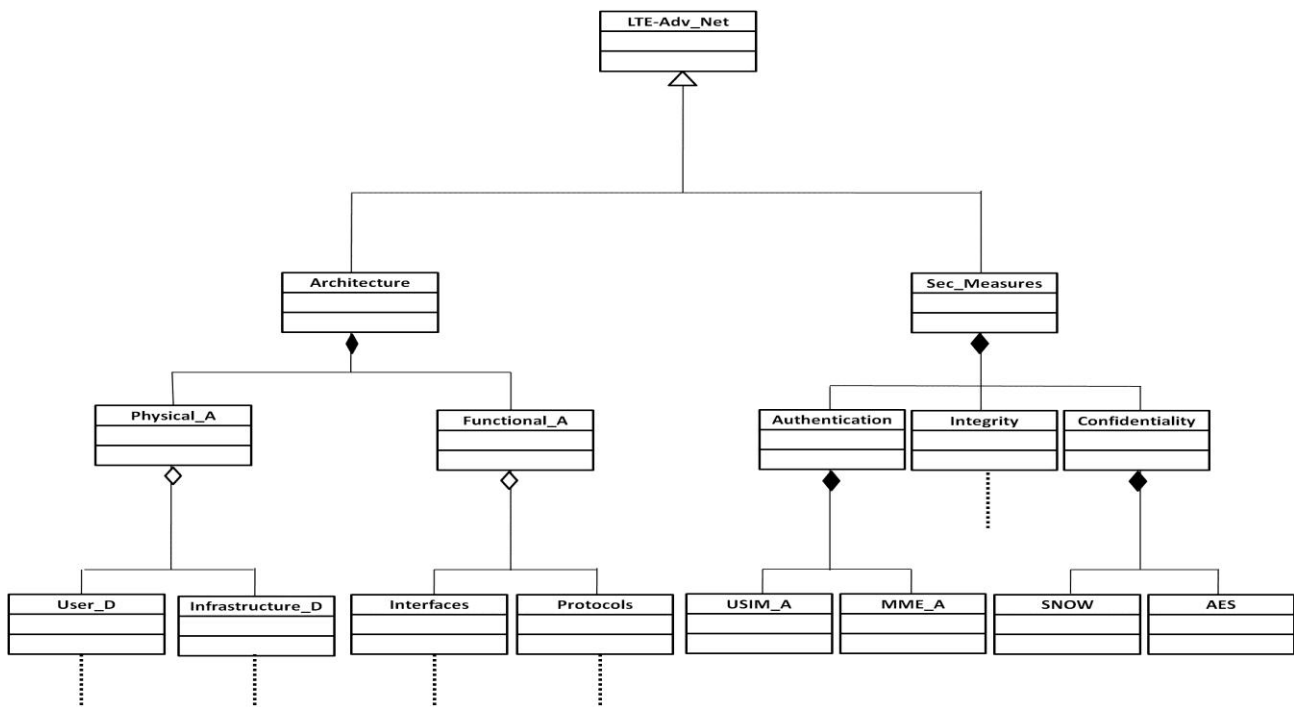 LTE-Adv_Net
Architecture
Sec_Measures
Physical_A
Functional_A
Authentication
Integrity
Confidentiality
User_D
Infrastructure_D
Interfaces
Protocols
USIM_A
MME_A
SNOW
AES